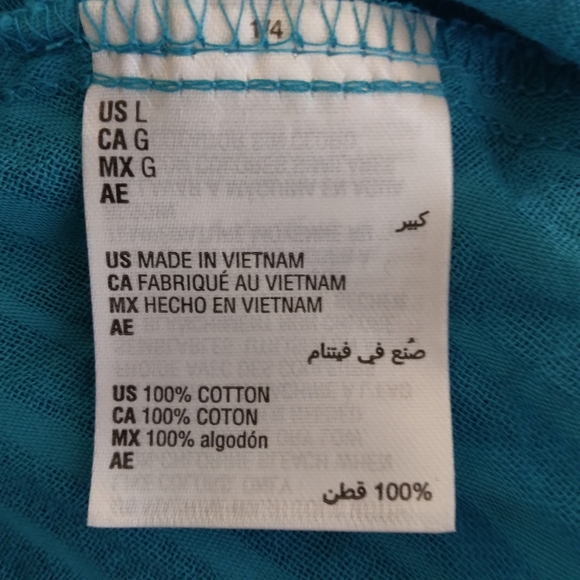 1/4
US L
CA G
MX G
AE
كبير
US MADE IN VIETNAM
CA FABRIQUÉ AU VIETNAM
MX HECHO EN VIETNAM
AE
صُنع في فيتنام
US 100% COTTON
CA 100% COTON
MX 100% algodón
AE
100% قطن